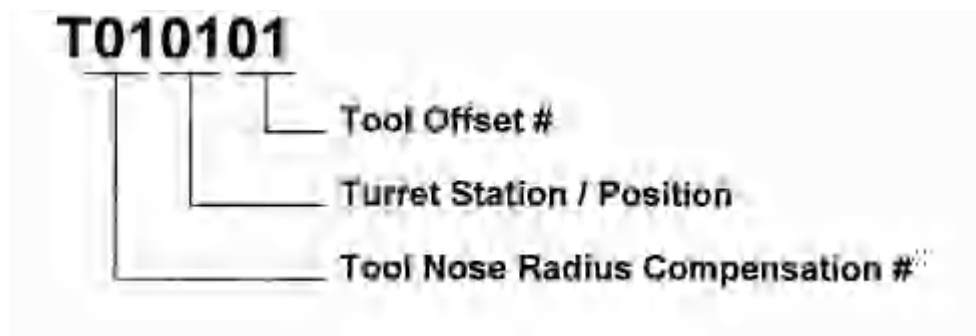 T010101
Tool Offset #
Turret Station / Position
Tool Nose Radius Compensation #